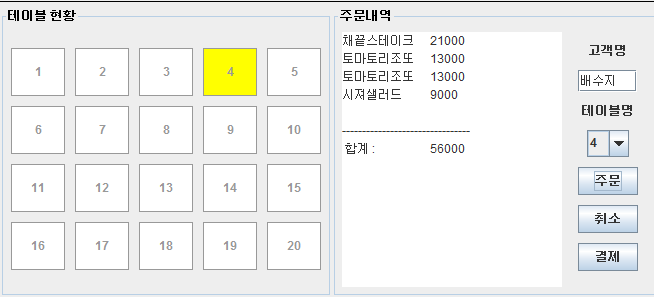 테이블 현황
1 2 3 4 5
6 7 8 9 10
11 12 13 14 15
16 17 18 19 20
주문내역
채끝스테이크 21000
토마토리조또 13000
토마토리조또 13000
시져샐러드 9000
--------------------------------
합계 : 56000
고객명
배수지
테이블명
4
주문
취소
결제